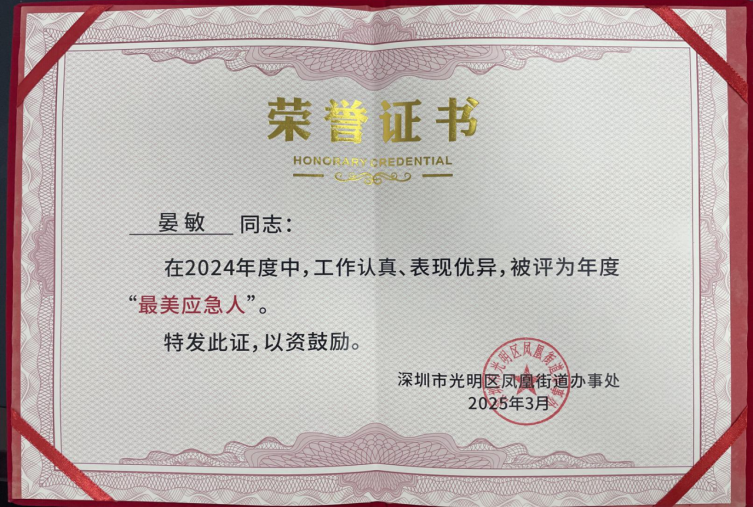 荣誉证书
HONORARY CREDENTIAL
晏敏 同志：
在2024年度中，工作认真、表现优异，被评为年度
“最美应急人”。
特发此证，以资鼓励。
深圳市光明区凤凰街道办事处
2025年3月